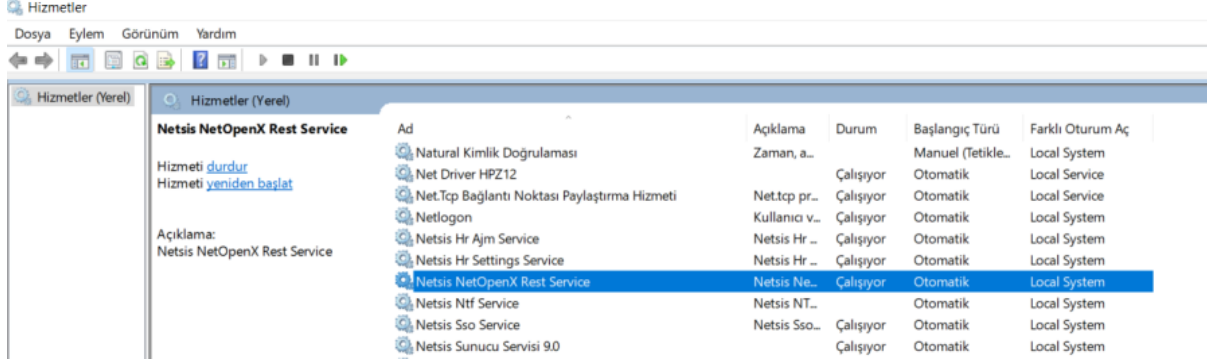 Hizmetler
Dosya Eylem Görünüm Yardım
Hizmetler (Yerel)
Hizmetler (Yerel)
Netsis NetOpenX Rest Service
Hizmeti durdur
Hizmeti yeniden başlat
Açıklama:
Netsis NetOpenX Rest Service
Ad Açıklama Durum Başlangıç Türü Farklı Oturum Aç
Natural Kimlik Doğrulaması Zaman, a... Manuel (Tetikle... Local System
Net Driver HPZ12 Çalışıyor Otomatik Local Service
Net.Tcp Bağlantı Noktası Paylaştırma Hizmeti Net.tcp pr... Çalışıyor Otomatik Local Service
Netlogon Kullanıcı v... Çalışıyor Otomatik Local System
Netsis Hr Ajm Service Netsis Hr ... Çalışıyor Otomatik Local System
Netsis Hr Settings Service Netsis Hr ... Çalışıyor Otomatik Local System
Netsis NetOpenX Rest Service Netsis Ne... Çalışıyor Otomatik Local System
Netsis Ntf Service Netsis NT... Otomatik Local System
Netsis Sso Service Netsis Sso... Çalışıyor Otomatik Local System
Netsis Sunucu Servisi 9.0 Çalışıyor Otomatik Local System